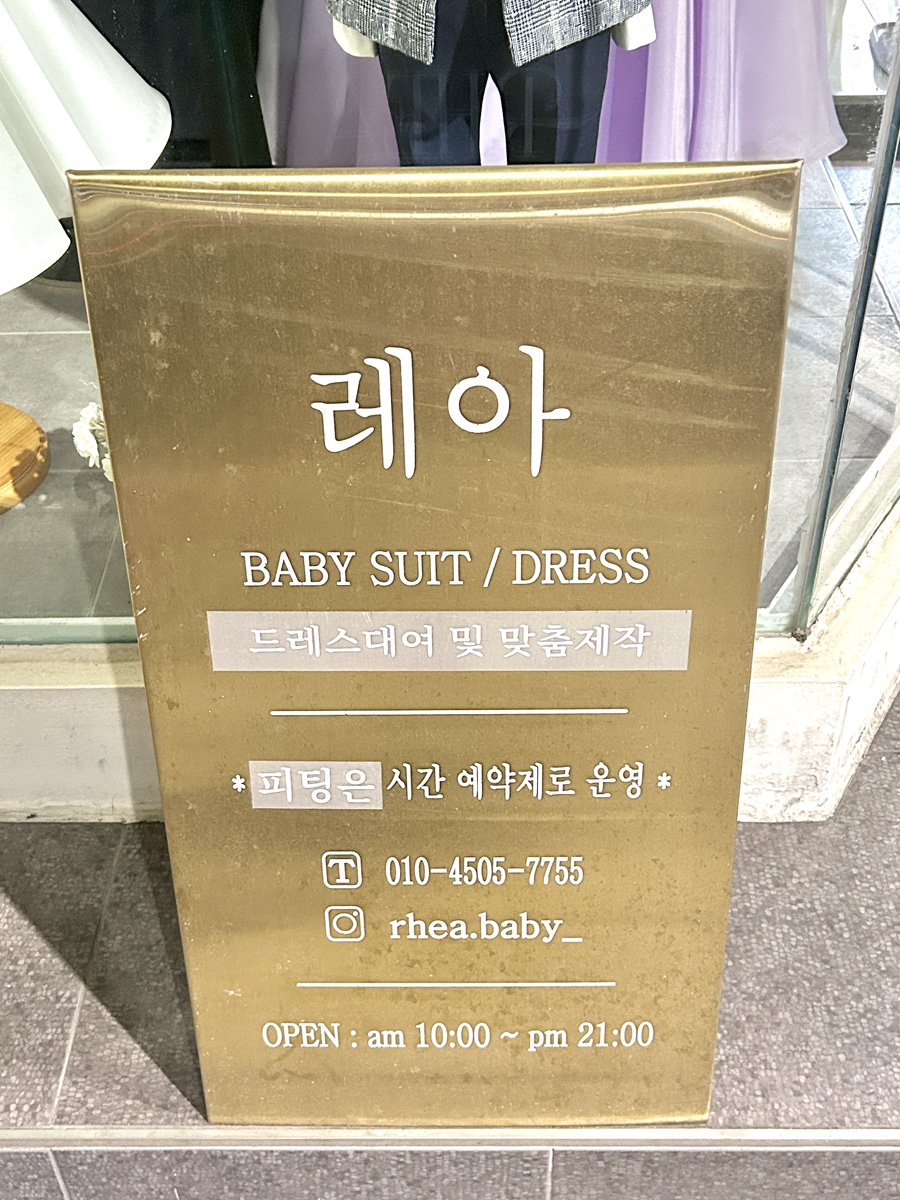 레아
BABY SUIT / DRESS
드레스대여 및 맞춤제작
* 피팅은 시간 예약제로 운영 *
T 010-4505-7755
rhea.baby_
OPEN : am 10:00 ~ pm 21:00